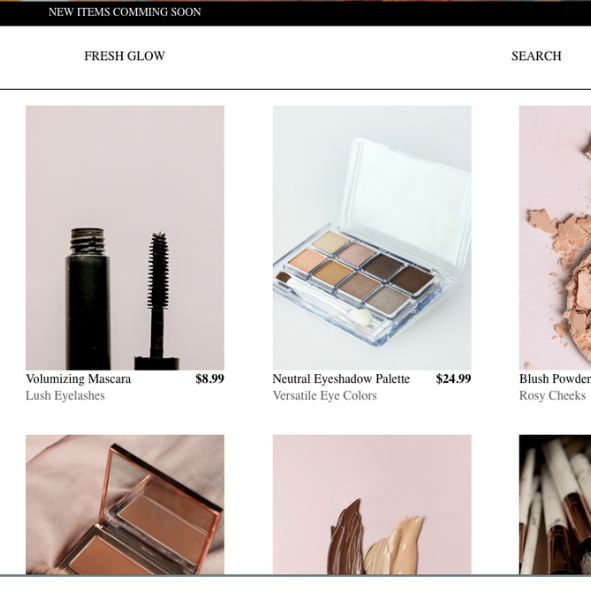 NEW ITEMS COMMING SOON
FRESH GLOW
SEARCH
Volumizing Mascara $8.99
Lush Eyelashes
Neutral Eyeshadow Palette $24.99
Versatile Eye Colors
Blush Powder
Rosy Cheeks